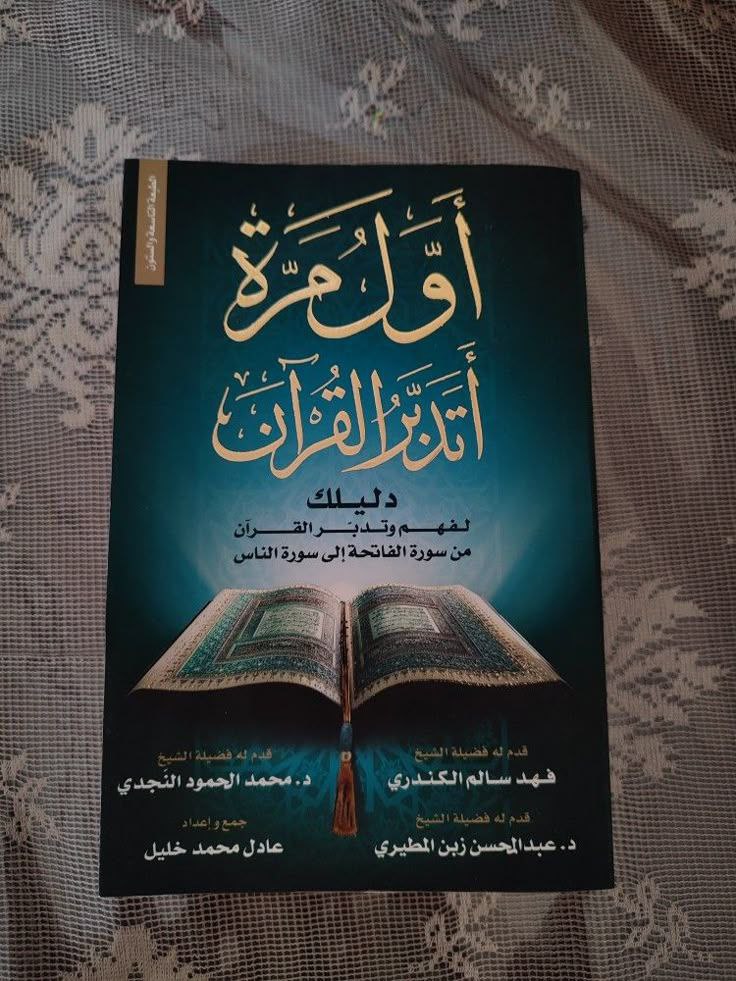 الطبعة التاسعة والستون
أَوَّلُ مَرَّة
أَتَدَبَّرُ القُرْآنَ
دليلك
لفهم وتدبّر القرآن
من سورة الفاتحة إلى سورة الناس
قدم له فضيلة الشيخ
فهد سالم الكندري
قدم له فضيلة الشيخ
د. محمد الحمود النجدي
قدم له فضيلة الشيخ
د. عبدالمحسن زبن المطيري
جمع وإعداد
عادل محمد خليل